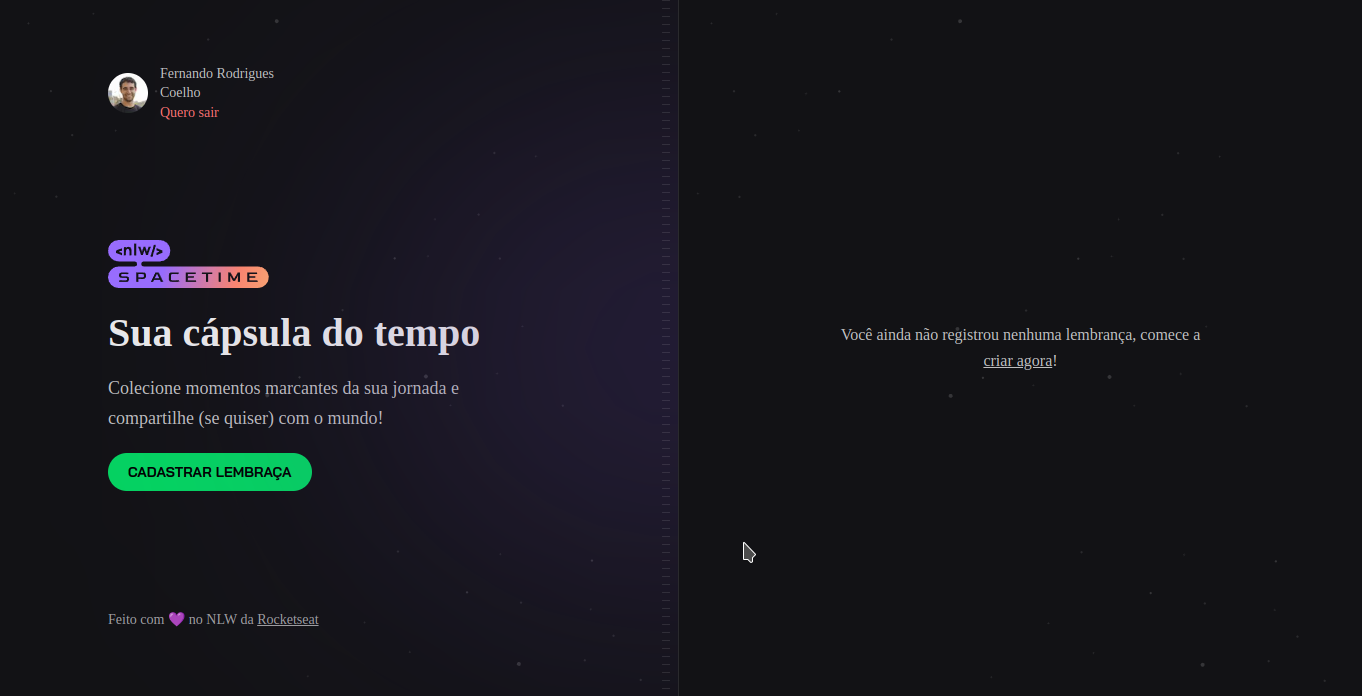 Fernando Rodrigues
Coelho
Quero sair
<nlw/>
SPACETIME
Sua cápsula do tempo
Colecione momentos marcantes da sua jornada e
compartilhe (se quiser) com o mundo!
CADASTRAR LEMBRAÇA
Feito com 💜 no NLW da Rocketseat
Você ainda não registrou nenhuma lembrança, comece a
criar agora!